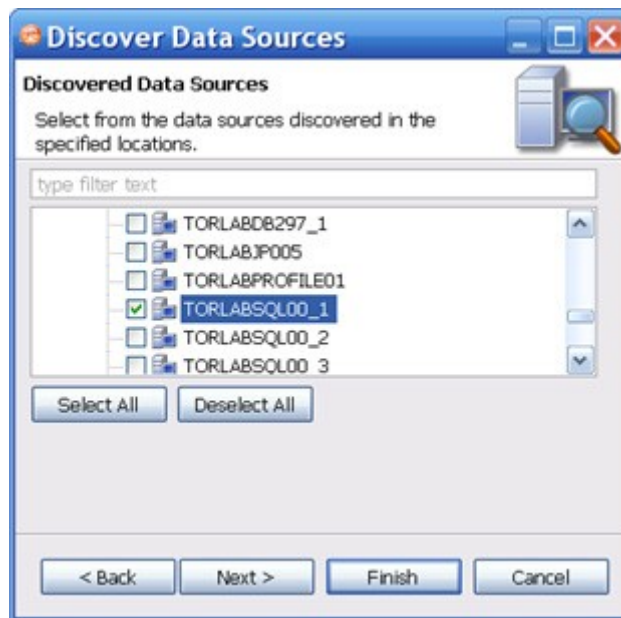 Discover Data Sources
Discovered Data Sources
Select from the data sources discovered in the
specified locations.
type filter text
TORLABDB297_1
TORLABJP005
TORLABPROFILE01
TORLABSQL00_1
TORLABSQL00_2
TORLABSQL00_3
Select All
Deselect All
< Back
Next >
Finish
Cancel